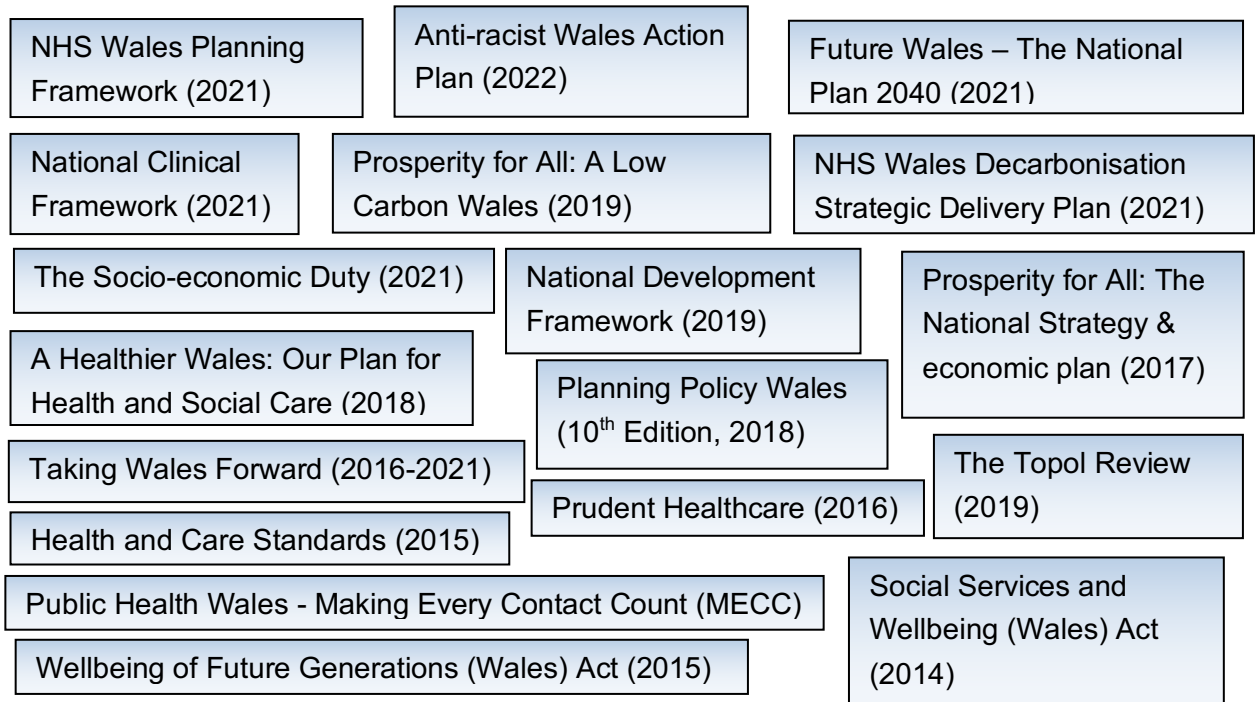 NHS Wales Planning
Framework (2021)
Anti-racist Wales Action
Plan (2022)
Future Wales – The National
Plan 2040 (2021)
National Clinical
Framework (2021)
Prosperity for All: A Low
Carbon Wales (2019)
NHS Wales Decarbonisation
Strategic Delivery Plan (2021)
The Socio-economic Duty (2021)
National Development
Framework (2019)
Prosperity for All: The
National Strategy &
economic plan (2017)
A Healthier Wales: Our Plan for
Health and Social Care (2018)
Planning Policy Wales
(10th Edition, 2018)
Taking Wales Forward (2016-2021)
The Topol Review
(2019)
Prudent Healthcare (2016)
Health and Care Standards (2015)
Public Health Wales - Making Every Contact Count (MECC)
Social Services and
Wellbeing (Wales) Act
(2014)
Wellbeing of Future Generations (Wales) Act (2015)